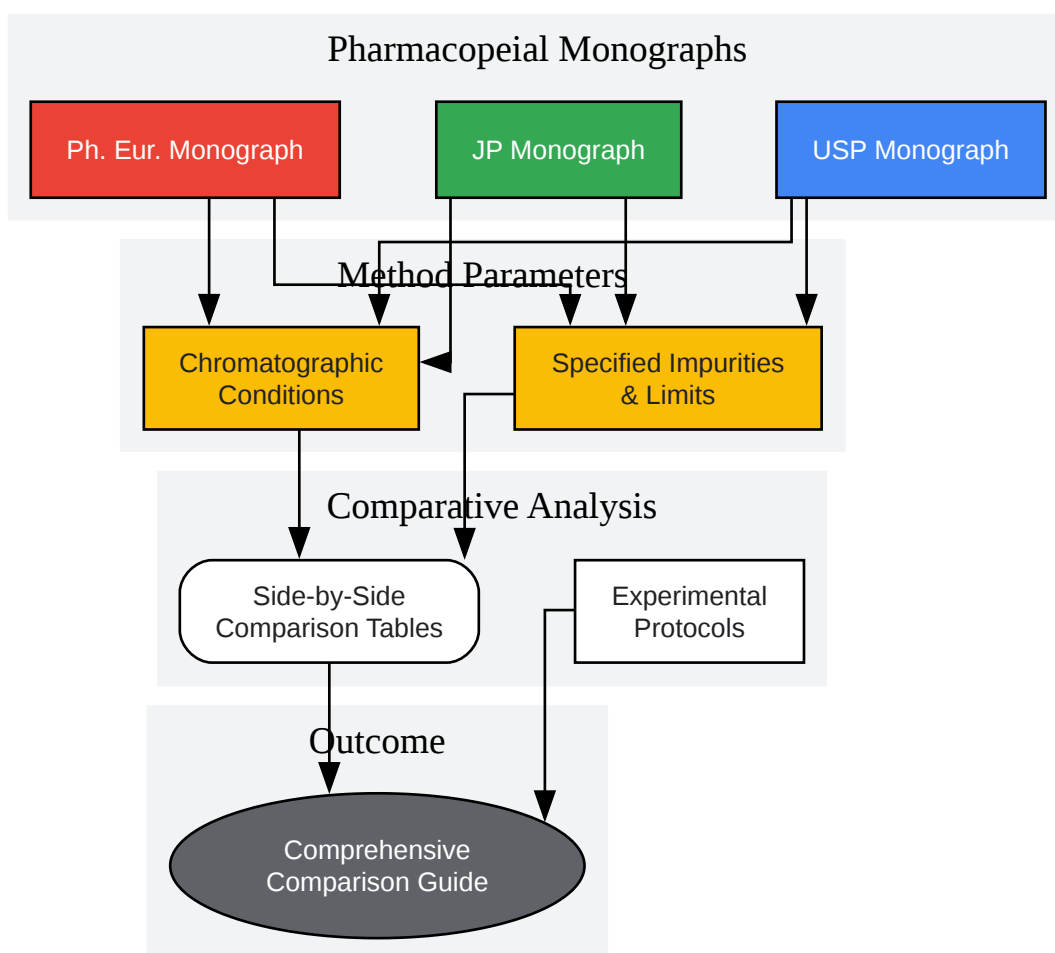 Pharmacopeial Monographs
Ph. Eur. Monograph
JP Monograph
USP Monograph
Method Parameters
Chromatographic
Conditions
Specified Impurities
& Limits
Comparative Analysis
Side-by-Side
Comparison Tables
Experimental
Protocols
Outcome
Comprehensive
Comparison Guide